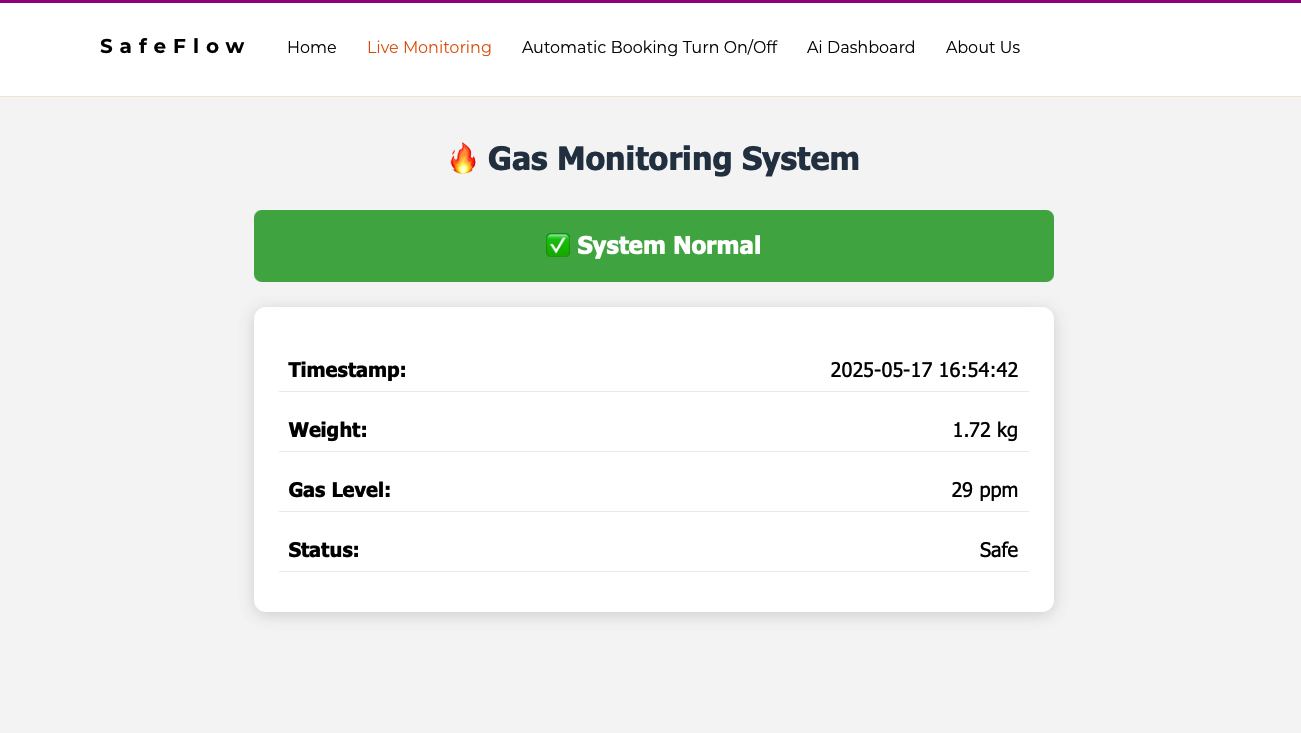 SafeFlow Home Live Monitoring Automatic Booking Turn On/Off Ai Dashboard About Us
🔥 Gas Monitoring System
✅ System Normal
Timestamp: 2025-05-17 16:54:42
Weight: 1.72 kg
Gas Level: 29 ppm
Status: Safe